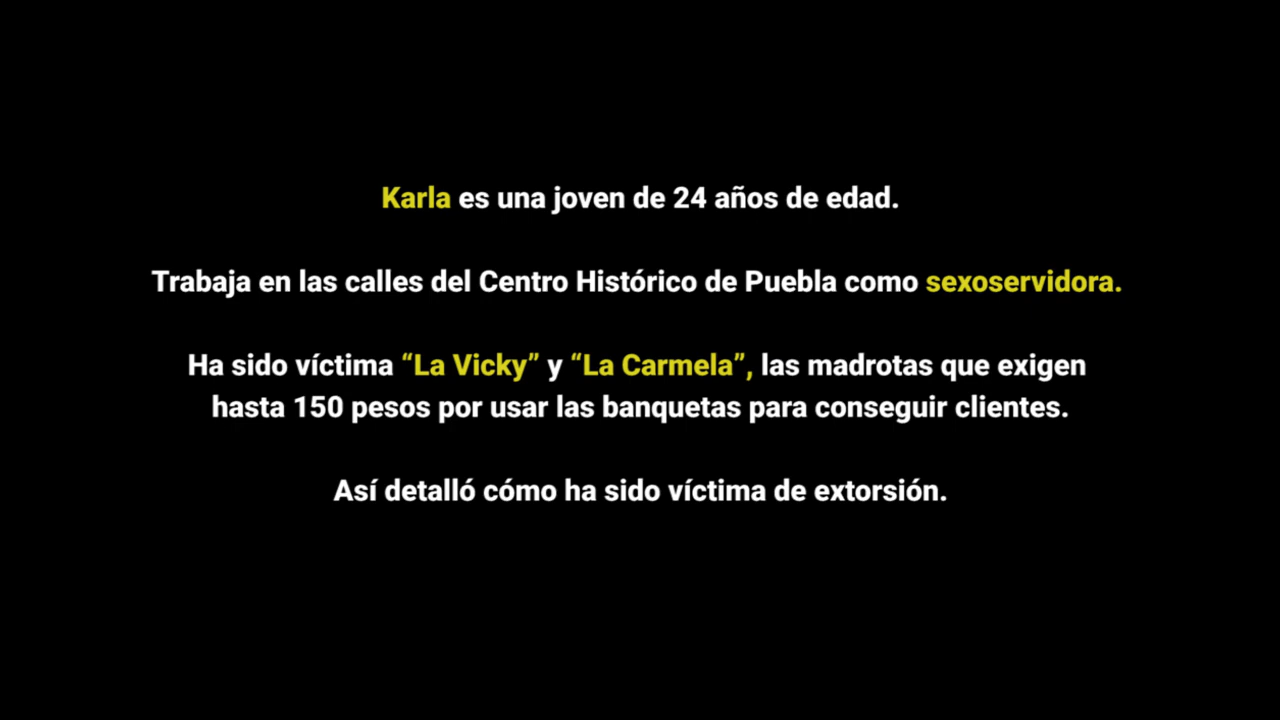 Karla es una joven de 24 años de edad.
Trabaja en las calles del Centro Histórico de Puebla como sexoservidora.
Ha sido víctima “La Vicky” y “La Carmela”, las madrotas que exigen
hasta 150 pesos por usar las banquetas para conseguir clientes.
Así detalló cómo ha sido víctima de extorsión.